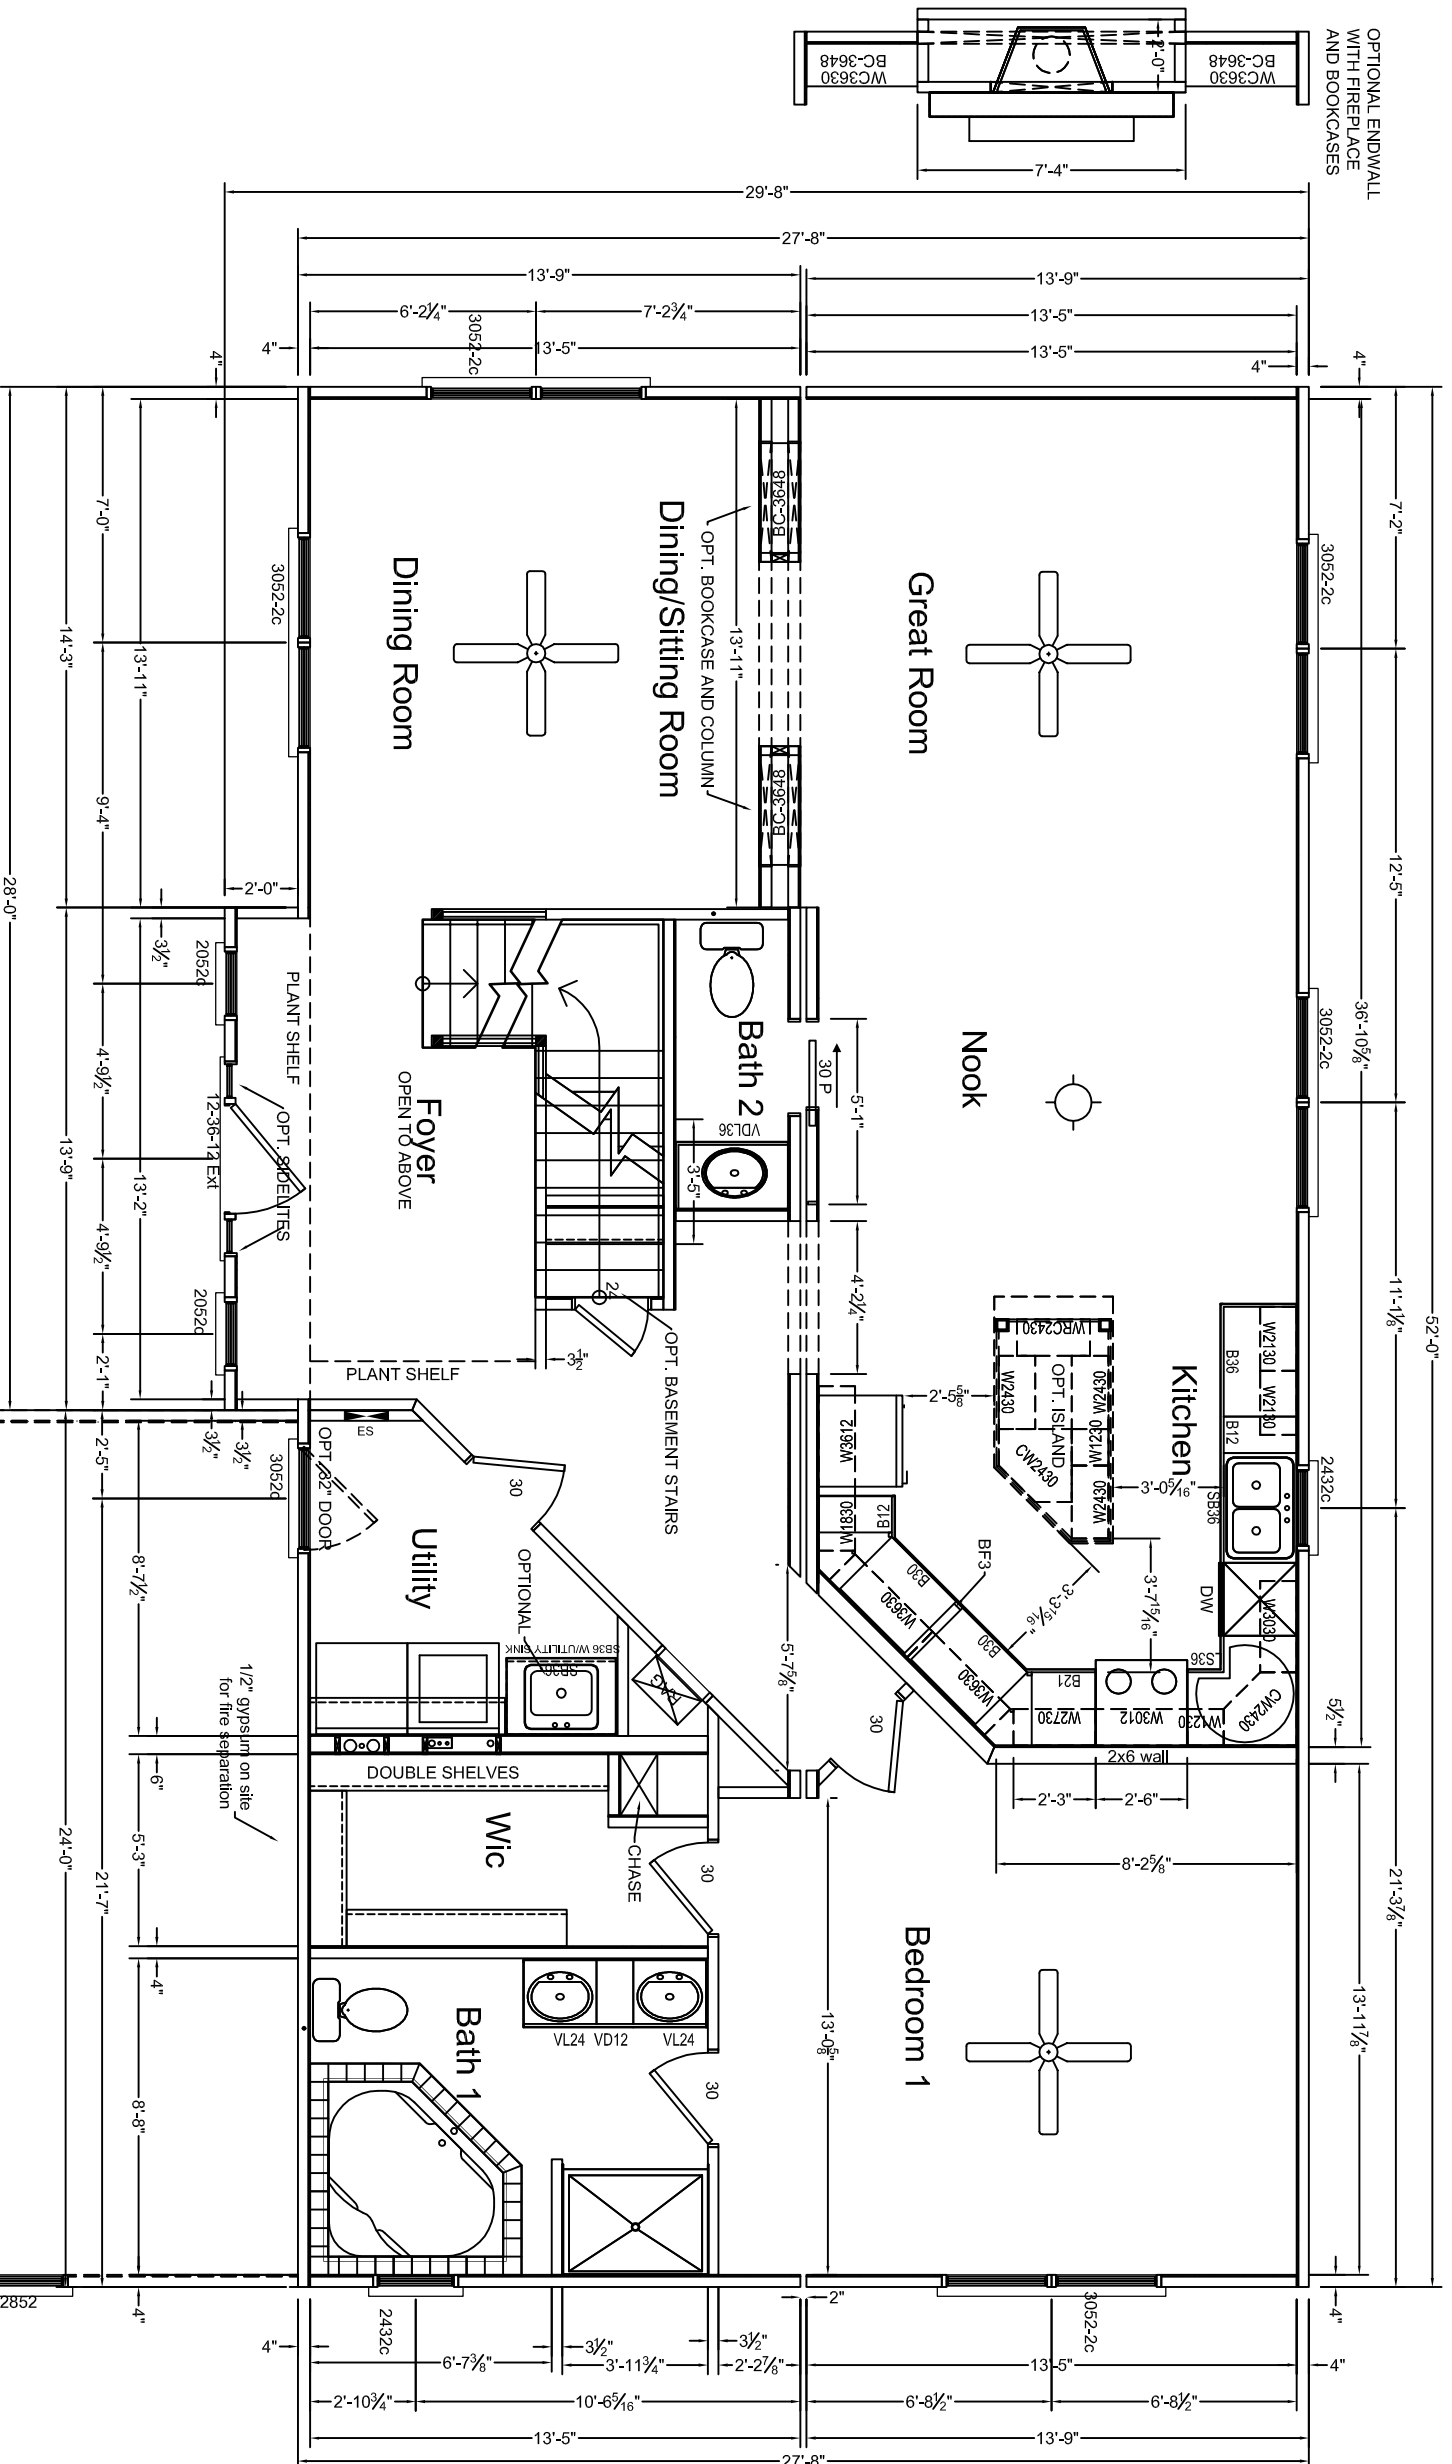 OPTIONAL ENDWALL
WITH FIREPLACE
AND BOOKCASES
WC3630
BC-3648
WC3630
BC-3648
2'-0"
7'-4"
29'-8"
27'-8"
13'-9"
13'-9"
6'-2¼"
7'-2¾"
13'-5"
13'-5"
13'-5"
4"
4"
4"
4"
3052-2c
52'-0"
7'-2"
12'-5"
11'-1⅛"
21'-3⅞"
36'-10⅝"
5½"
13'-11⅞"
4"
3052-2c
3052-2c
2432c
Great Room
Nook
Kitchen
Bedroom 1
W2130
W2130
B36
B12
SB36
DW
W3030
LS36
CW2430
W1230
W3012
W2730
B21
2x6 wall
WRC2430
W2430
W2430
W1230
W2430
CW2430
OPT. ISLAND
2'-5⅝"
3'-0⁵⁄₁₆"
3'-7¹⁵⁄₁₆"
3'-3¹⁵⁄₁₆"
W3612
W1830
B12
B30
W3630
BF3
B30
W3630
2'-3"
2'-6"
8'-2⅝"
30
5'-7⅝"
13'-0⅝"
BC-3648
BC-3648
OPT. BOOKCASE AND COLUMN
13'-11"
Dining/Sitting Room
Dining Room
Bath 2
VDL36
30 P
5'-1"
4'-2¼"
3'-5"
Foyer
OPEN TO ABOVE
24
OPT. BASEMENT STAIRS
3½"
PLANT SHELF
PLANT SHELF
ES
30
Utility
OPT. 32" DOOR
OPTIONAL
SB36 W/UTILITY SINK
DOUBLE SHELVES
Wic
CHASE
30
Bath 1
VL24
VD12
VL24
30
3052-2c
2'-0"
2052c
OPT. SIDELITES
12-36-12 Ext
2052c
3052c
1/2" gypsum on site
for fire separation
3½"
13'-11"
13'-2"
3½"
3½"
8'-7½"
6"
5'-3"
4"
8'-8"
4"
7'-0"
9'-4"
4'-9½"
4'-9½"
2'-1"
2'-5"
21'-7"
14'-3"
13'-9"
24'-0"
28'-0"
2852
2432c
3052-2c
2"
4"
4"
6'-7⅜"
3½"
3'-11¾"
3½"
2'-2⅞"
13'-5"
2'-10¾"
10'-6⁵⁄₁₆"
6'-8½"
6'-8½"
13'-5"
13'-9"
27'-8"